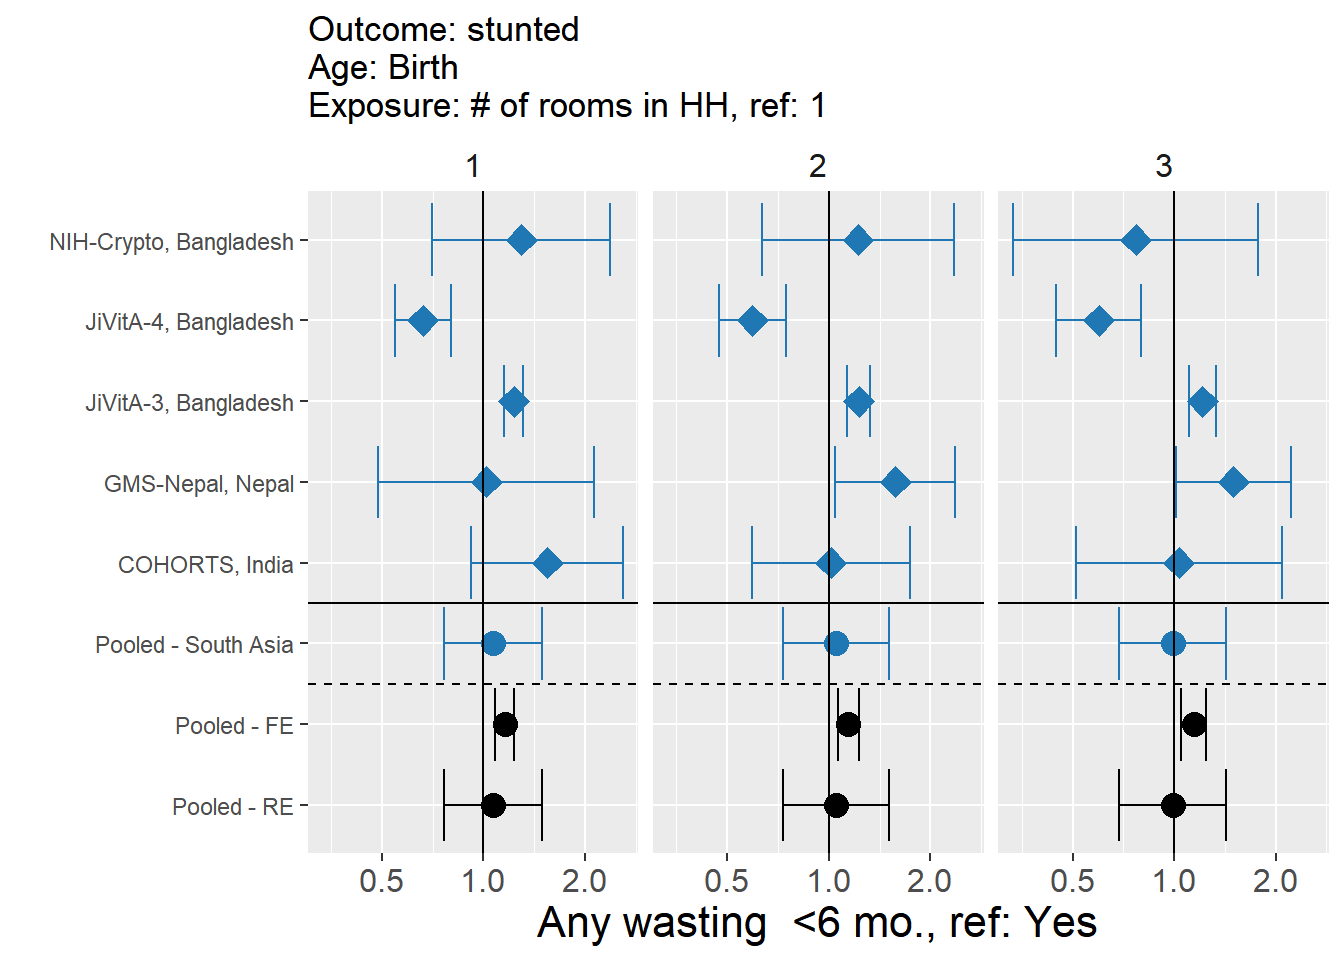 Outcome: stunted
Age: Birth
Exposure: # of rooms in HH, ref: 1
1 2 3
NIH-Crypto, Bangladesh
JiVitA-4, Bangladesh
JiVitA-3, Bangladesh
GMS-Nepal, Nepal
COHORTS, India
Pooled - South Asia
Pooled - FE
Pooled - RE
0.5 1.0 2.0 0.5 1.0 2.0 0.5 1.0 2.0
Any wasting  <6 mo., ref: Yes